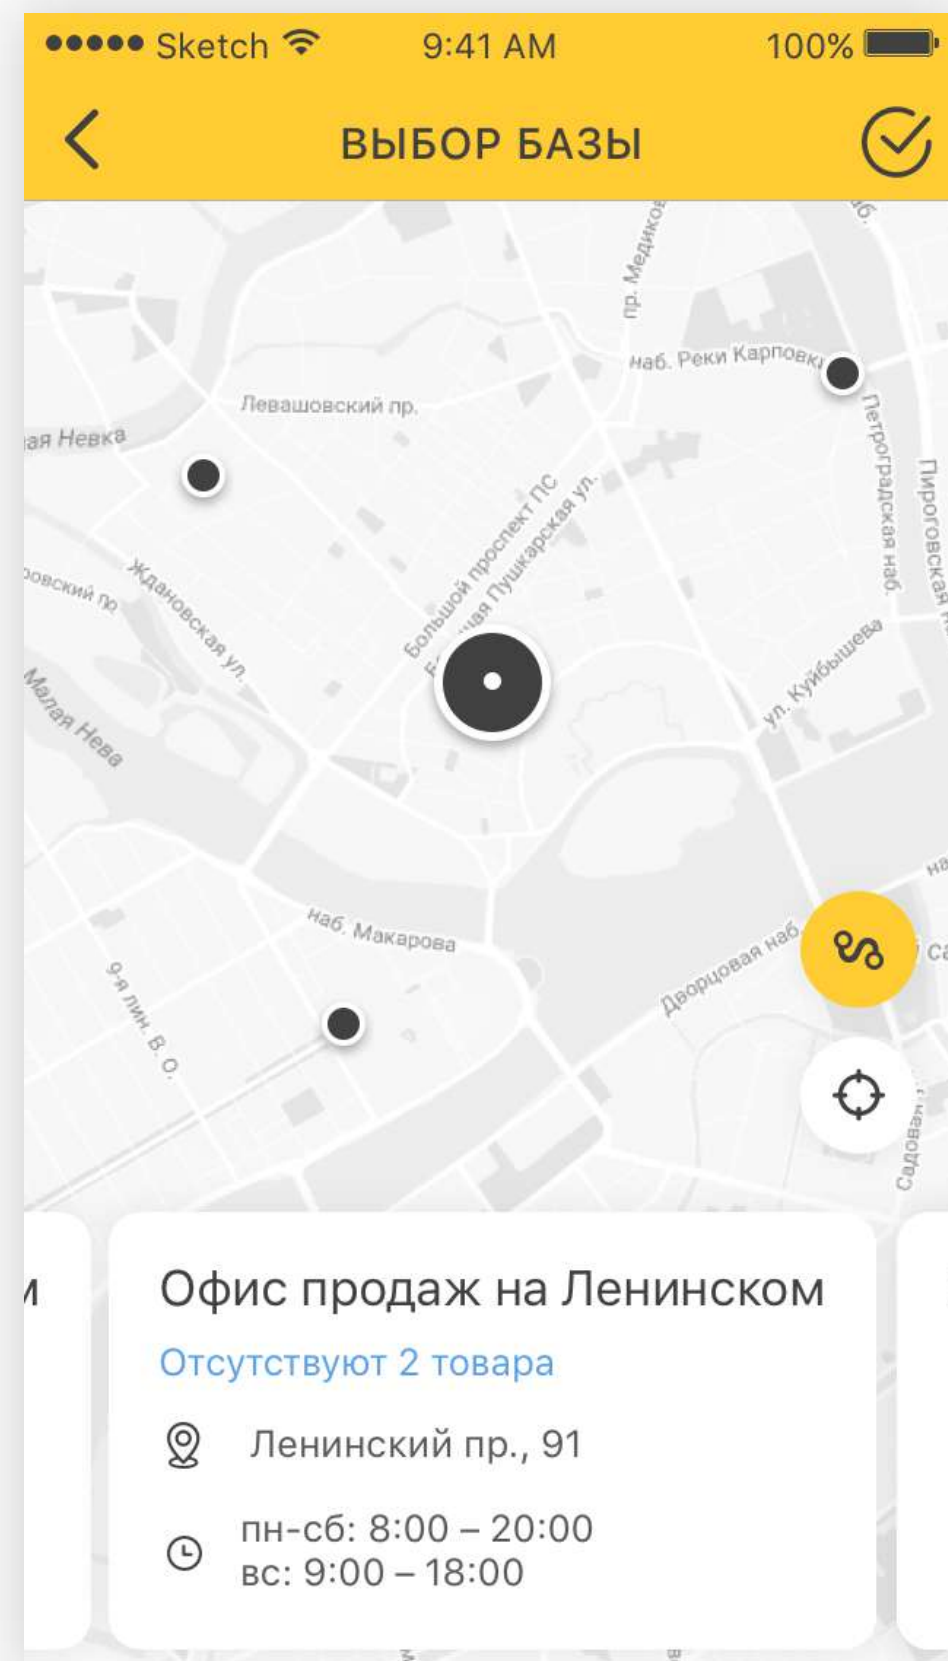 Sketch 9:41 AM 100%
ВЫБОР БАЗЫ
пр. Медиков
наб.
наб. Реки Карповки
Левашовский пр.
Петроградская наб.
Пироговская
Большой проспект ПС
Пушкарская ул.
Ждановская ул.
ул. Куйбышева
Малая Нева
наб. Макарова
Дворцовая наб.
9-я лин. В. О.
Садовая
Офис продаж на Ленинском
Отсутствуют 2 товара
Ленинский пр., 91
пн-сб: 8:00 – 20:00
вс: 9:00 – 18:00